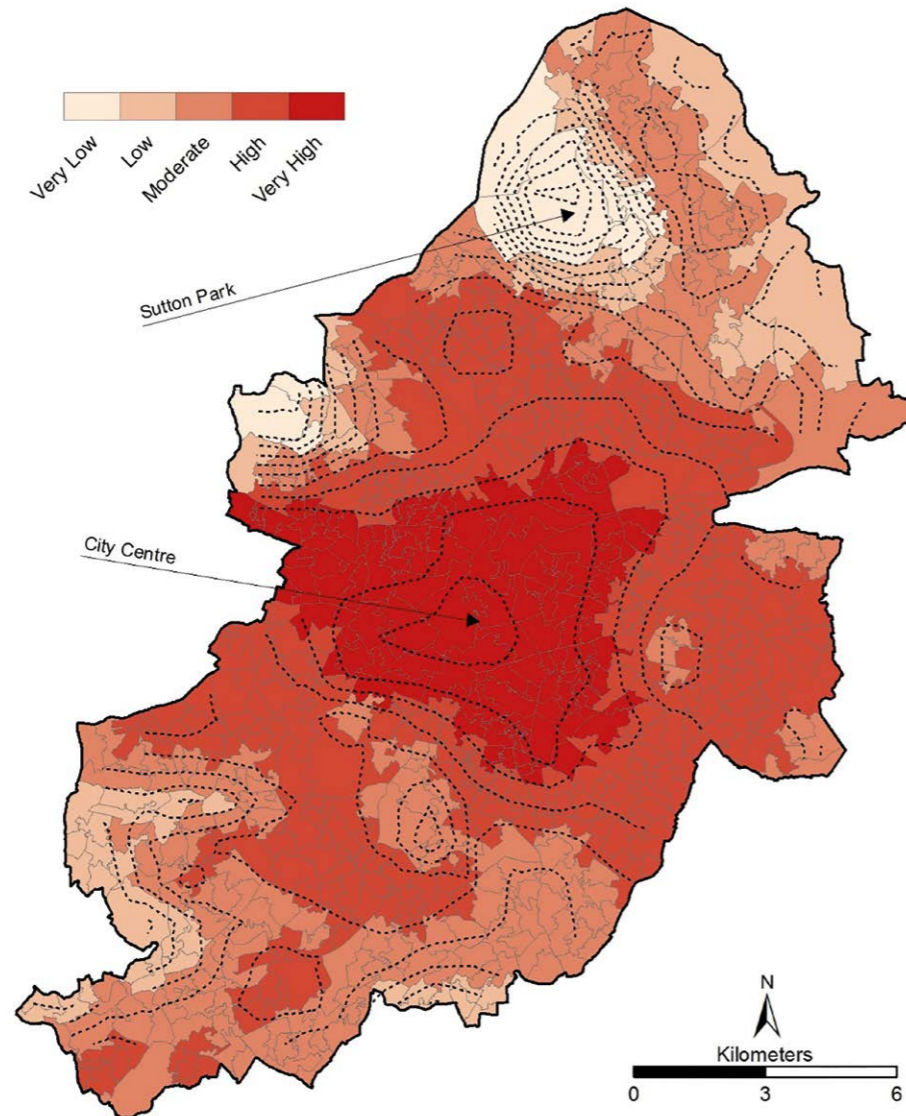 Very Low
Low
Moderate
High
Very High
Sutton Park
City Centre
N
Kilometers
0 3 6